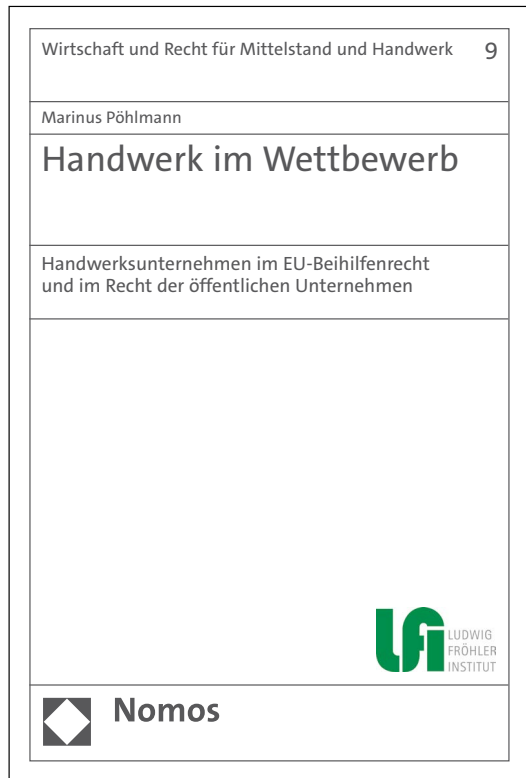 Wirtschaft und Recht für Mittelstand und Handwerk 9
Marinus Pöhlmann
Handwerk im Wettbewerb
Handwerksunternehmen im EU-Beihilfenrecht
und im Recht der öffentlichen Unternehmen
LFI
LUDWIG
FRÖHLER
INSTITUT
Nomos